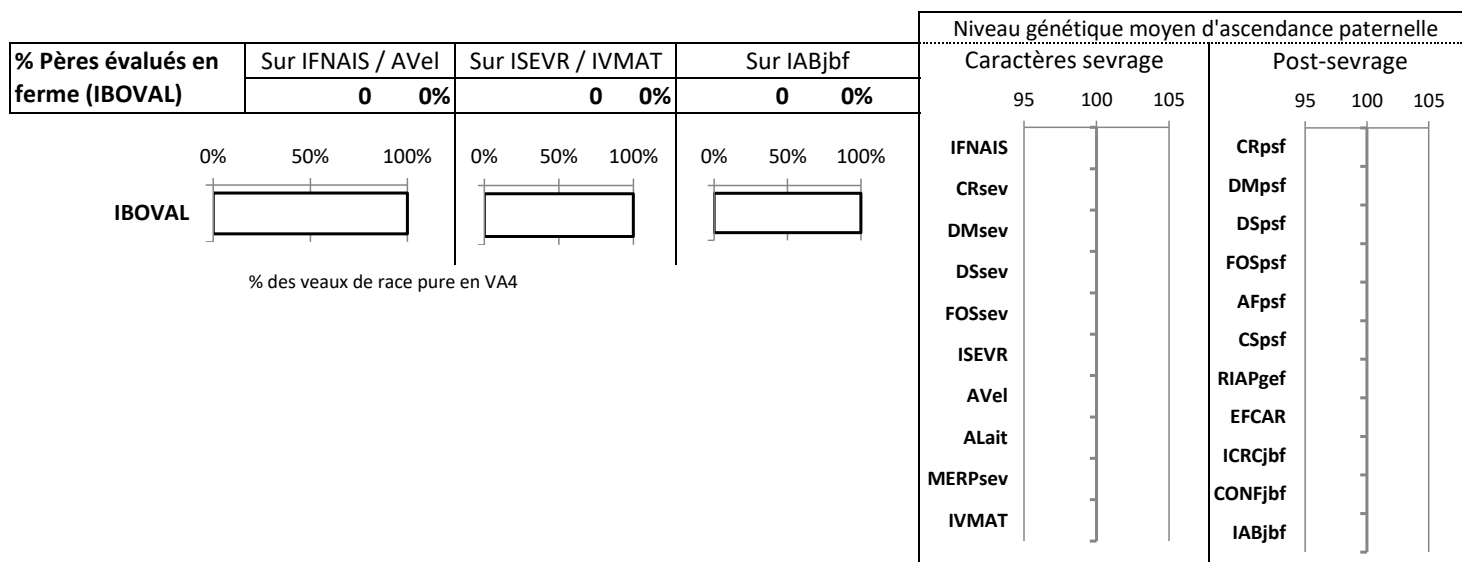 % Pères évalués en ferme (IBOVAL)
Sur IFNAIS / AVel
Sur ISEVR / IVMAT
Sur IABjbf
0 0%
0 0%
0 0%
0% 50% 100%
0% 50% 100%
0% 50% 100%
IBOVAL
% des veaux de race pure en VA4
Niveau génétique moyen d'ascendance paternelle
Caractères sevrage
95 100 105
IFNAIS
CRsev
DMsev
DSsev
FOSsev
ISEVR
AVel
ALait
MERPsev
IVMAT
Post-sevrage
95 100 105
CRpsf
DMpsf
DSpsf
FOSpsf
AFpsf
CSpsf
RIAPgef
EFCAR
ICRCjbf
CONFjbf
IABjbf